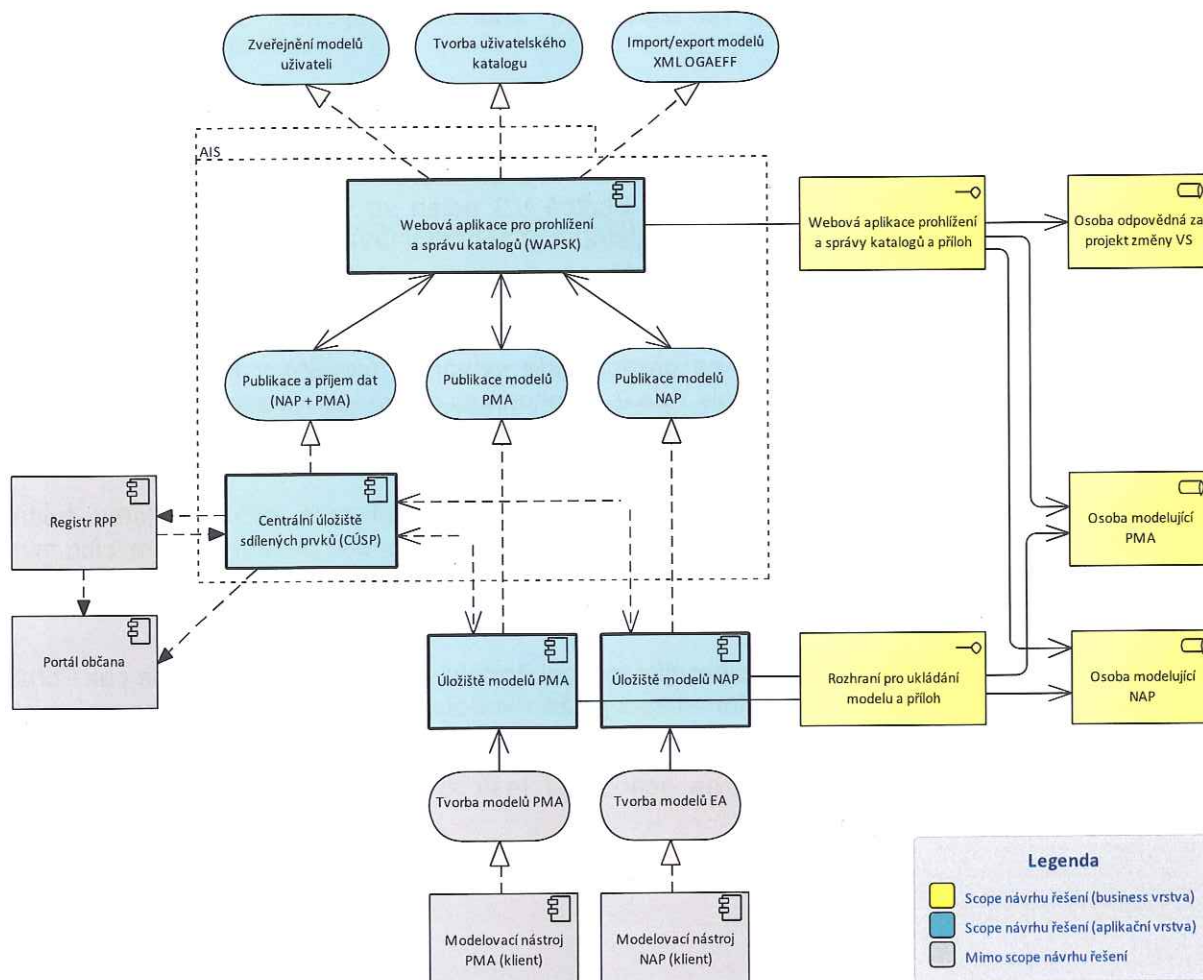 Zveřejnění modelů
uživateli
Tvorba uživatelského
katalogu
Import/export modelů
XML OGAEFF
AIS
Webová aplikace pro prohlížení
a správu katalogů (WAPSK)
Webová aplikace prohlížení
a správy katalogů a příloh
Osoba odpovědná za
projekt změny VS
Publikace a příjem dat
(NAP + PMA)
Publikace modelů
PMA
Publikace modelů
NAP
Registr RPP
Centrální úložiště
sdílených prvků (CÚSP)
Osoba modelující
PMA
Portál občana
Úložiště modelů PMA
Úložiště modelů NAP
Rozhraní pro ukládání
modelu a příloh
Osoba modelující
NAP
Tvorba modelů PMA
Tvorba modelů EA
Modelovací nástroj
PMA (klient)
Modelovací nástroj
NAP (klient)
Legenda
Scope návrhu řešení (business vrstva)
Scope návrhu řešení (aplikační vrstva)
Mimo scope návrhu řešení